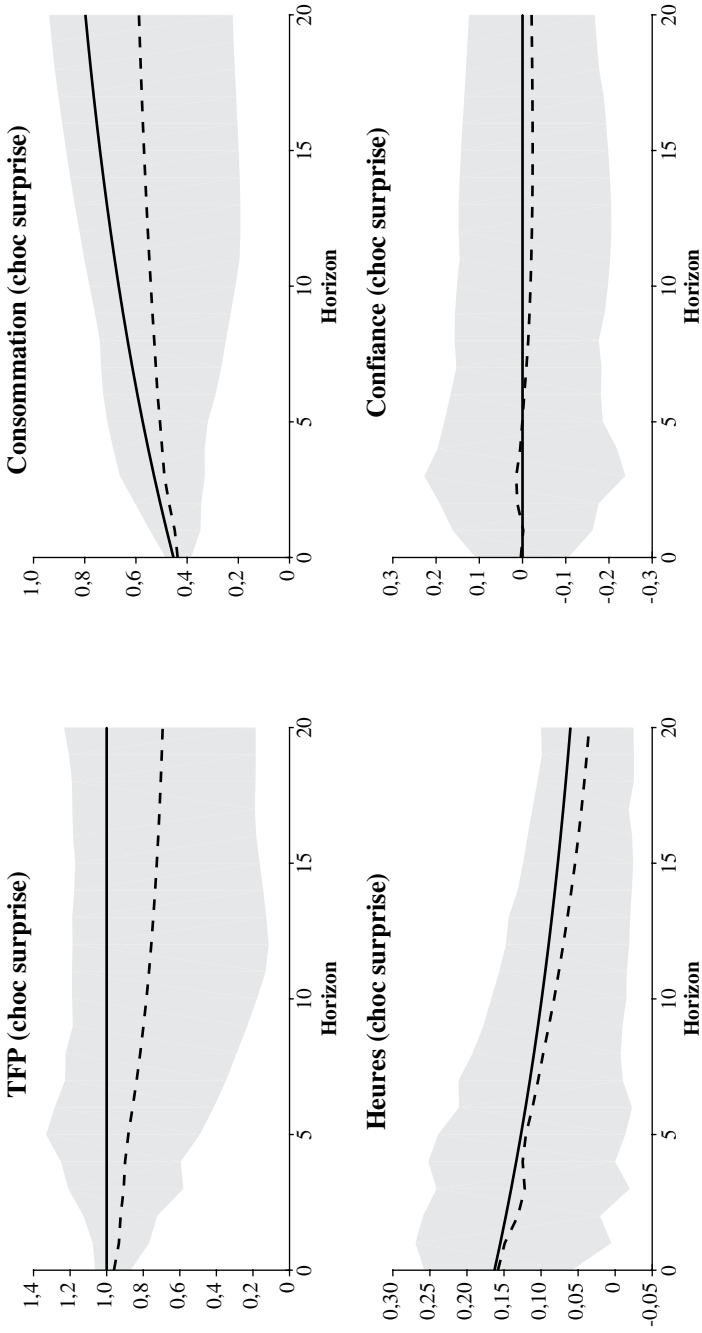 TFP (choc surprise)
1,4
1,2
1,0
0,8
0,6
0,4
0,2
0
0 5 10 15 20
Horizon
Consommation (choc surprise)
1,0
0,8
0,6
0,4
0,2
0
0 5 10 15 20
Horizon
Heures (choc surprise)
0,30
0,25
0,20
0,15
0,10
0,05
0
-0,05
0 5 10 15 20
Horizon
Confiance (choc surprise)
0,3
0,2
0,1
0
-0,1
-0,2
-0,3
0 5 10 15 20
Horizon